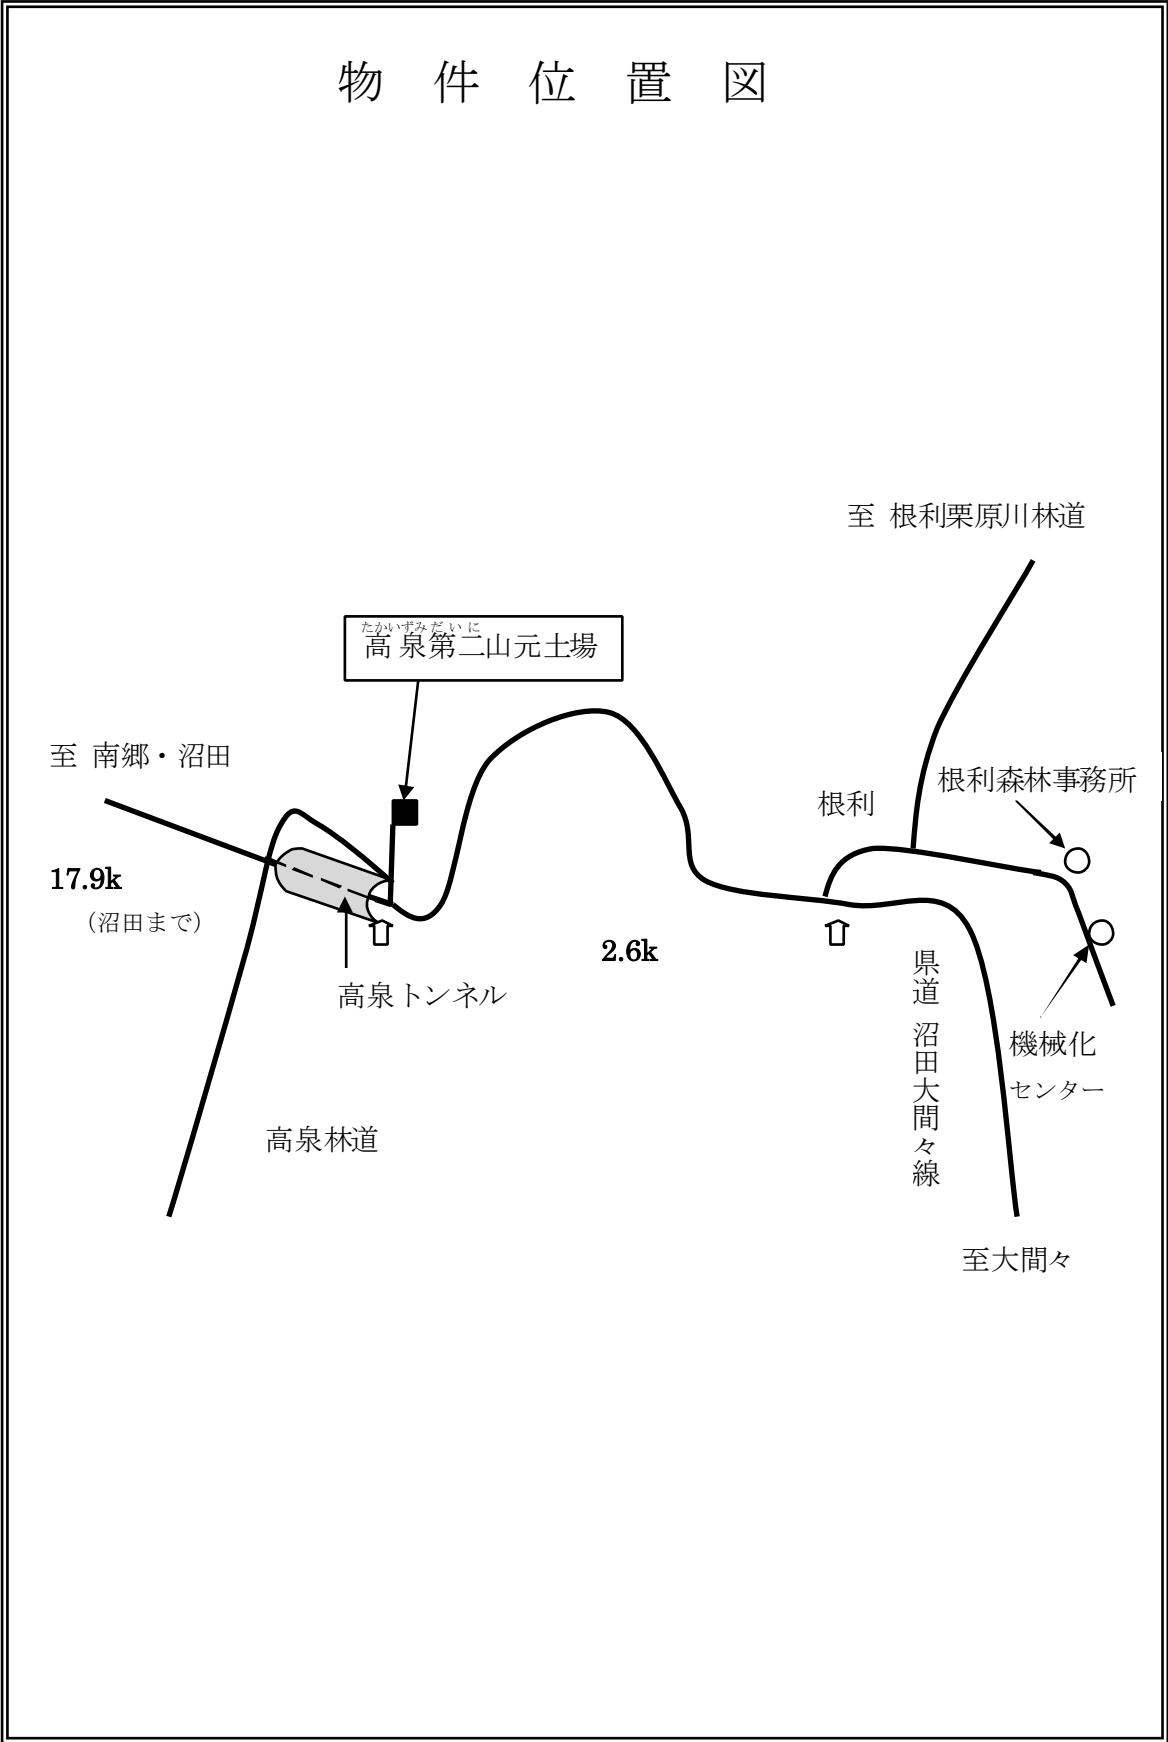 物件位置図
至 根利栗原川林道
たかいずみだいに
高泉第二山元土場
至 南郷・沼田
根利森林事務所
根利
17.9k
（沼田まで）
2.6k
高泉トンネル
県道 沼田大間々線
機械化
センター
高泉林道
至大間々